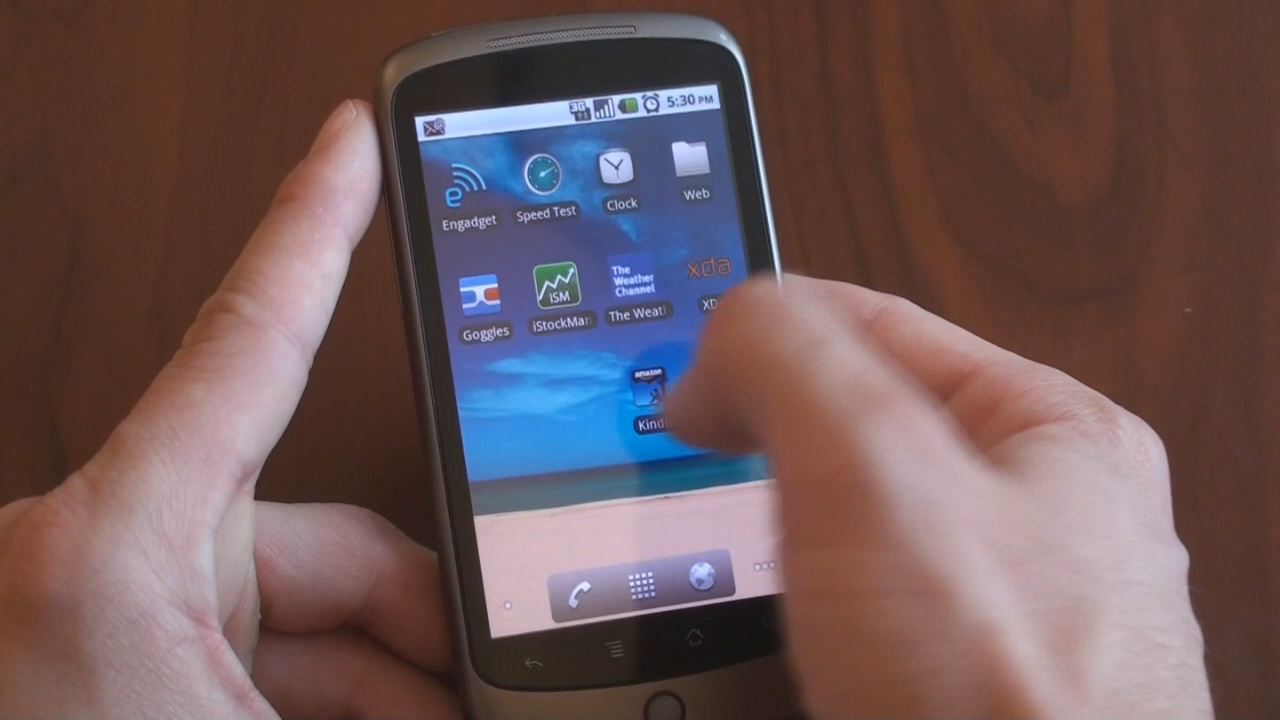 3G 5:30 PM
e
Engadget
Speed Test
Clock
Web
ISM
The
Weather
Channel
xda
Goggles
iStockMar
The Weat
XD
amazon
Kind